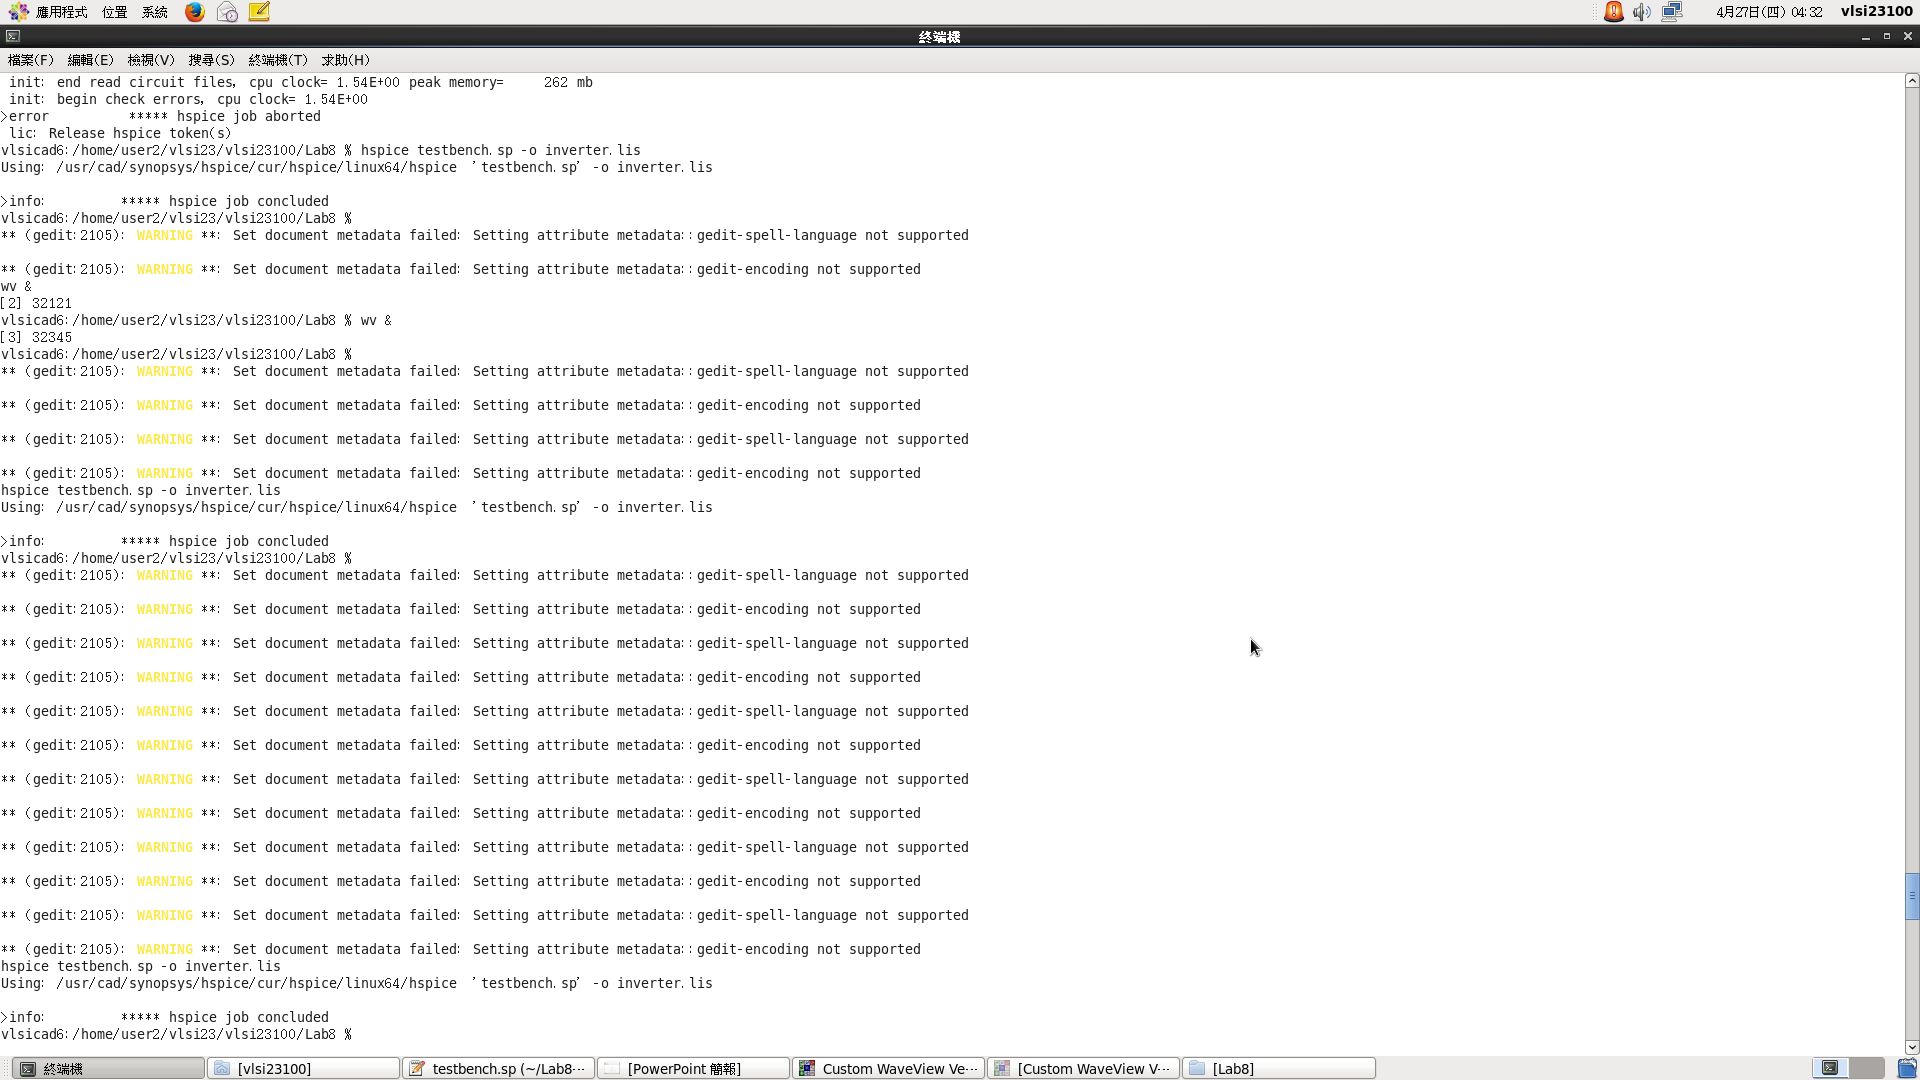 應用程式 位置 系統 4月27日(四) 04:32 vlsi23100
終端機
檔案(F) 編輯(E) 檢視(V) 搜尋(S) 終端機(T) 求助(H)
init: end read circuit files, cpu clock= 1.54E+00 peak memory=     262 mb
init: begin check errors, cpu clock= 1.54E+00
>error          ***** hspice job aborted
lic: Release hspice token(s)
vlsicad6:/home/user2/vlsi23/vlsi23100/Lab8 % hspice testbench.sp -o inverter.lis
Using: /usr/cad/synopsys/hspice/cur/hspice/linux64/hspice  'testbench.sp' -o inverter.lis
>info:          ***** hspice job concluded
vlsicad6:/home/user2/vlsi23/vlsi23100/Lab8 %
** (gedit:2105): WARNING **: Set document metadata failed: Setting attribute metadata::gedit-spell-language not supported
** (gedit:2105): WARNING **: Set document metadata failed: Setting attribute metadata::gedit-encoding not supported
wv &
[2] 32121
vlsicad6:/home/user2/vlsi23/vlsi23100/Lab8 % wv &
[3] 32345
vlsicad6:/home/user2/vlsi23/vlsi23100/Lab8 %
** (gedit:2105): WARNING **: Set document metadata failed: Setting attribute metadata::gedit-spell-language not supported
** (gedit:2105): WARNING **: Set document metadata failed: Setting attribute metadata::gedit-encoding not supported
** (gedit:2105): WARNING **: Set document metadata failed: Setting attribute metadata::gedit-spell-language not supported
** (gedit:2105): WARNING **: Set document metadata failed: Setting attribute metadata::gedit-encoding not supported
hspice testbench.sp -o inverter.lis
Using: /usr/cad/synopsys/hspice/cur/hspice/linux64/hspice  'testbench.sp' -o inverter.lis
>info:          ***** hspice job concluded
vlsicad6:/home/user2/vlsi23/vlsi23100/Lab8 %
** (gedit:2105): WARNING **: Set document metadata failed: Setting attribute metadata::gedit-spell-language not supported
** (gedit:2105): WARNING **: Set document metadata failed: Setting attribute metadata::gedit-encoding not supported
** (gedit:2105): WARNING **: Set document metadata failed: Setting attribute metadata::gedit-spell-language not supported
** (gedit:2105): WARNING **: Set document metadata failed: Setting attribute metadata::gedit-encoding not supported
** (gedit:2105): WARNING **: Set document metadata failed: Setting attribute metadata::gedit-spell-language not supported
** (gedit:2105): WARNING **: Set document metadata failed: Setting attribute metadata::gedit-encoding not supported
** (gedit:2105): WARNING **: Set document metadata failed: Setting attribute metadata::gedit-spell-language not supported
** (gedit:2105): WARNING **: Set document metadata failed: Setting attribute metadata::gedit-encoding not supported
** (gedit:2105): WARNING **: Set document metadata failed: Setting attribute metadata::gedit-spell-language not supported
** (gedit:2105): WARNING **: Set document metadata failed: Setting attribute metadata::gedit-encoding not supported
** (gedit:2105): WARNING **: Set document metadata failed: Setting attribute metadata::gedit-spell-language not supported
** (gedit:2105): WARNING **: Set document metadata failed: Setting attribute metadata::gedit-encoding not supported
hspice testbench.sp -o inverter.lis
Using: /usr/cad/synopsys/hspice/cur/hspice/linux64/hspice  'testbench.sp' -o inverter.lis
>info:          ***** hspice job concluded
vlsicad6:/home/user2/vlsi23/vlsi23100/Lab8 %
終端機 [vlsi23100] testbench.sp (~/Lab8… [PowerPoint 簡報] Custom WaveView Ve… [Custom WaveView V… [Lab8]